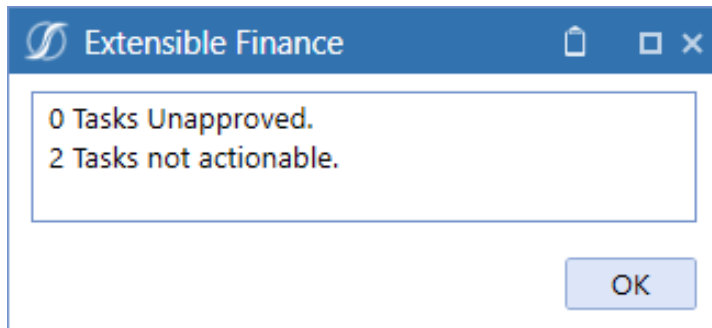 Extensible Finance
0 Tasks Unapproved.
2 Tasks not actionable.
OK